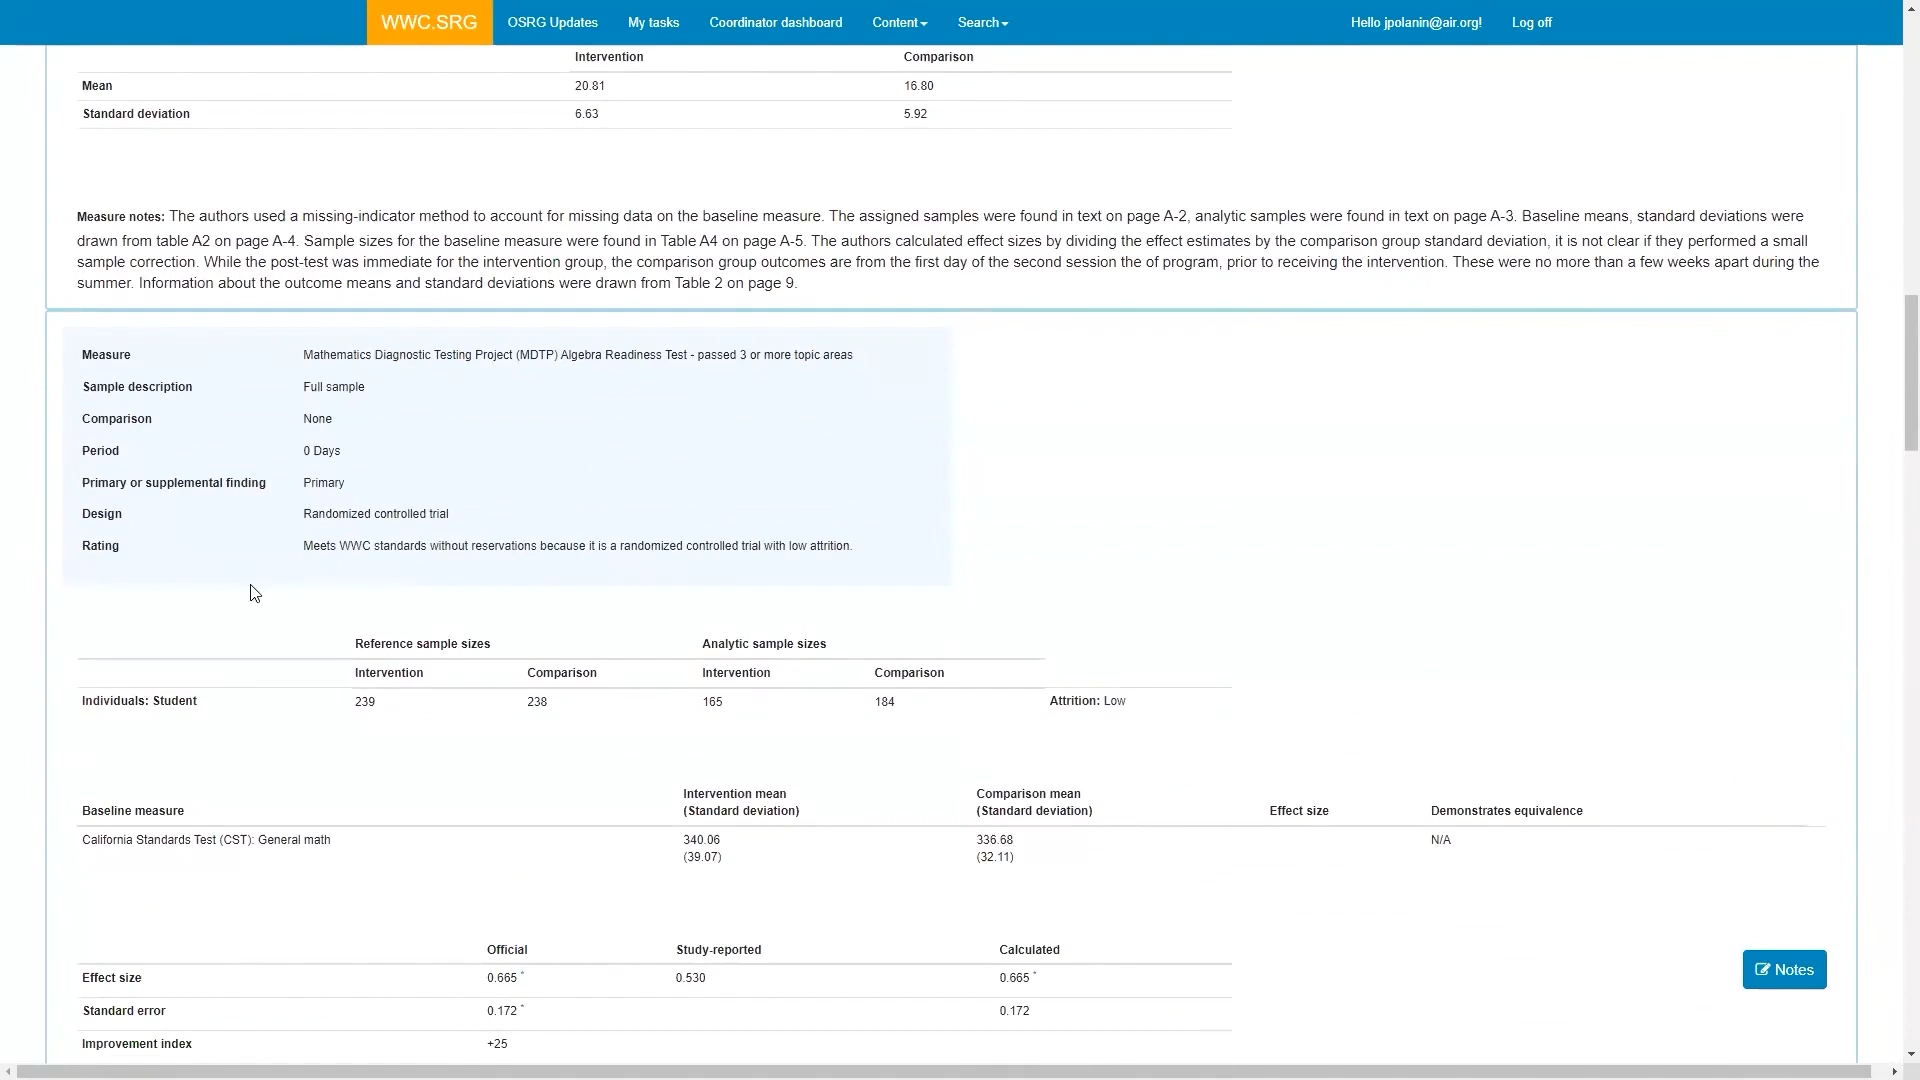 WWC.SRG OSRG Updates My tasks Coordinator dashboard Content Search Hello jpolanin@air.org! Log off
Intervention Comparison
Mean 20.81 16.80
Standard deviation 6.63 5.92
Measure notes: The authors used a missing-indicator method to account for missing data on the baseline measure. The assigned samples were found in text on page A-2, analytic samples were found in text on page A-3. Baseline means, standard deviations were
drawn from table A2 on page A-4. Sample sizes for the baseline measure were found in Table A4 on page A-5. The authors calculated effect sizes by dividing the effect estimates by the comparison group standard deviation, it is not clear if they performed a small
sample correction. While the post-test was immediate for the intervention group, the comparison group outcomes are from the first day of the second session the of program, prior to receiving the intervention. These were no more than a few weeks apart during the
summer. Information about the outcome means and standard deviations were drawn from Table 2 on page 9.
Measure Mathematics Diagnostic Testing Project (MDTP) Algebra Readiness Test - passed 3 or more topic areas
Sample description Full sample
Comparison None
Period 0 Days
Primary or supplemental finding Primary
Design Randomized controlled trial
Rating Meets WWC standards without reservations because it is a randomized controlled trial with low attrition.
Reference sample sizes Analytic sample sizes
Intervention Comparison Intervention Comparison
Individuals: Student 239 238 165 184 Attrition: Low
Intervention mean Comparison mean
Baseline measure (Standard deviation) (Standard deviation) Effect size Demonstrates equivalence
California Standards Test (CST): General math 340.06 336.68 N/A
(39.07) (32.11)
Official Study-reported Calculated
Effect size 0.665 * 0.530 0.665 *
Notes
Standard error 0.172 * 0.172
Improvement index +25